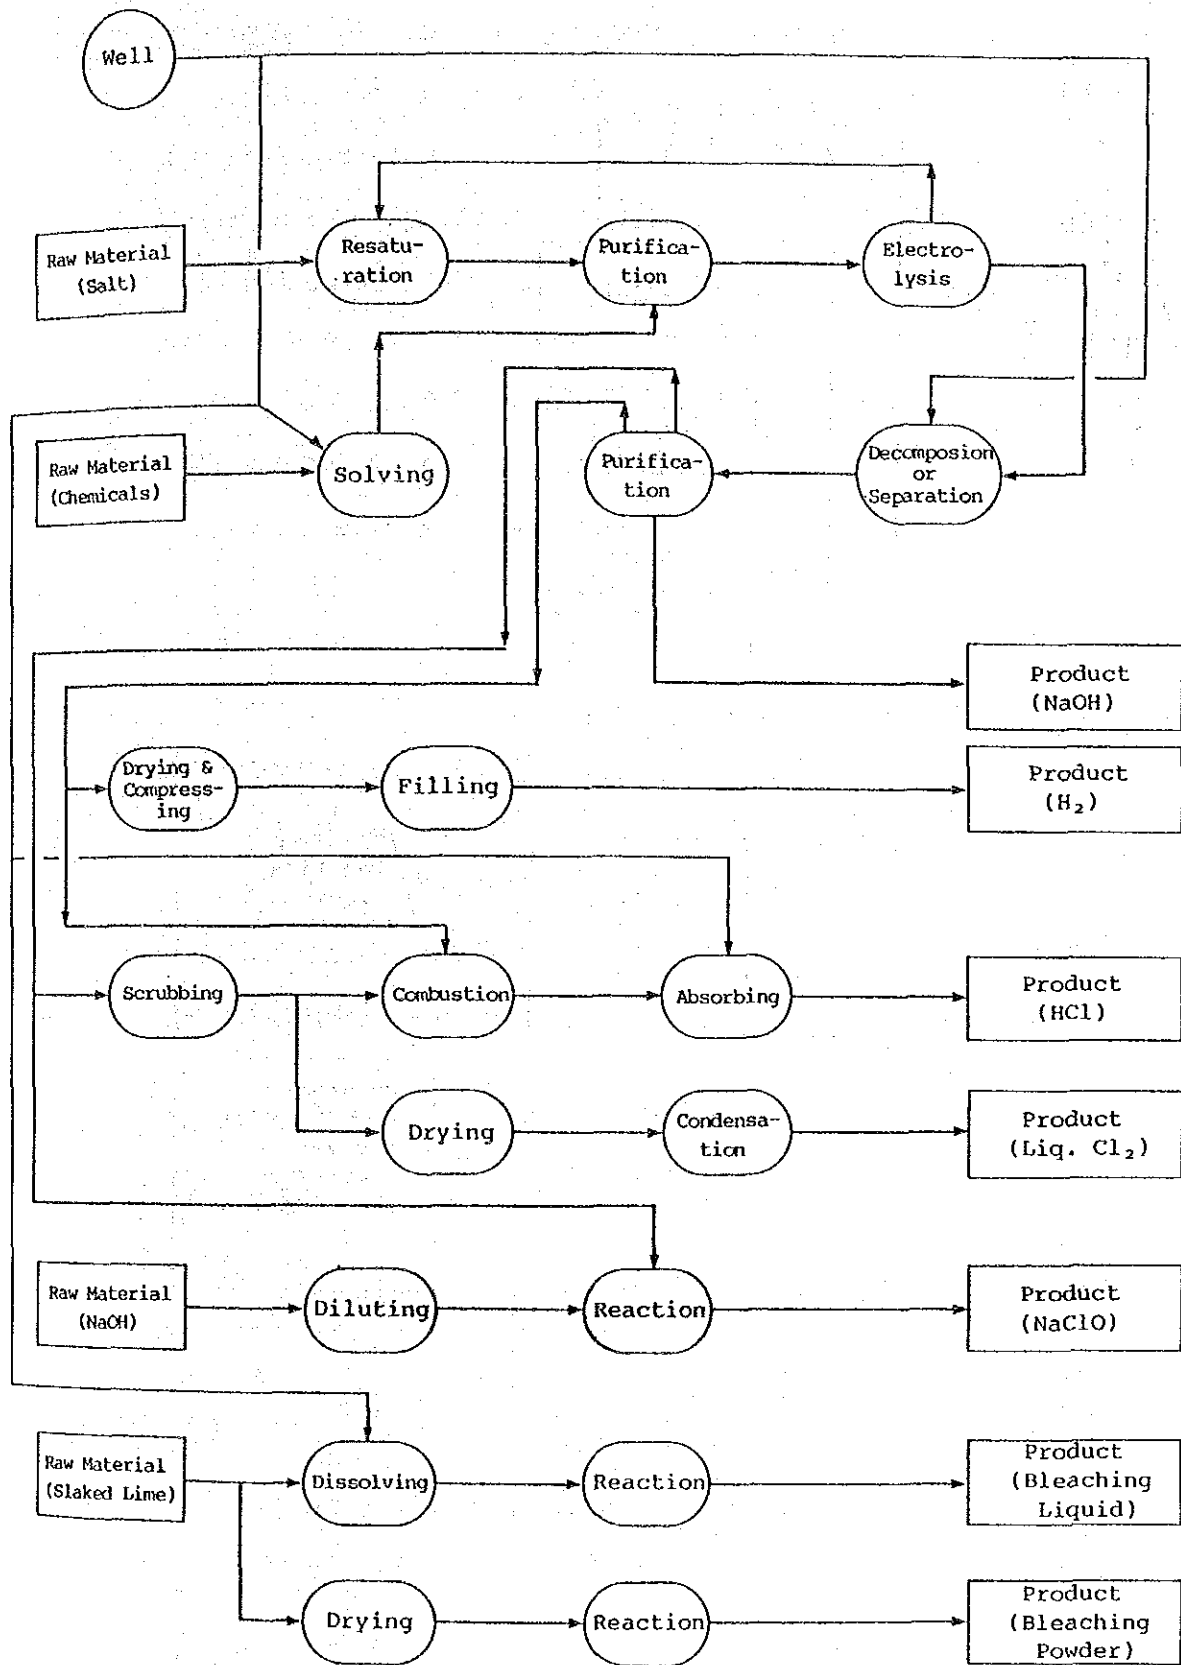 Well
Raw Material
(Salt)
Resatu-
ration
Purifica-
tion
Electro-
lysis
Raw Material
(Chemicals)
Solving
Purifica-
tion
Decomposion
or
Separation
Product
(NaOH)
Drying &
Compress-
ing
Filling
Product
(H₂)
Scrubbing
Combustion
Absorbing
Product
(HCl)
Drying
Condensa-
tion
Product
(Liq. Cl₂)
Raw Material
(NaOH)
Diluting
Reaction
Product
(NaClO)
Raw Material
(Slaked Lime)
Dissolving
Reaction
Product
(Bleaching
Liquid)
Drying
Reaction
Product
(Bleaching
Powder)